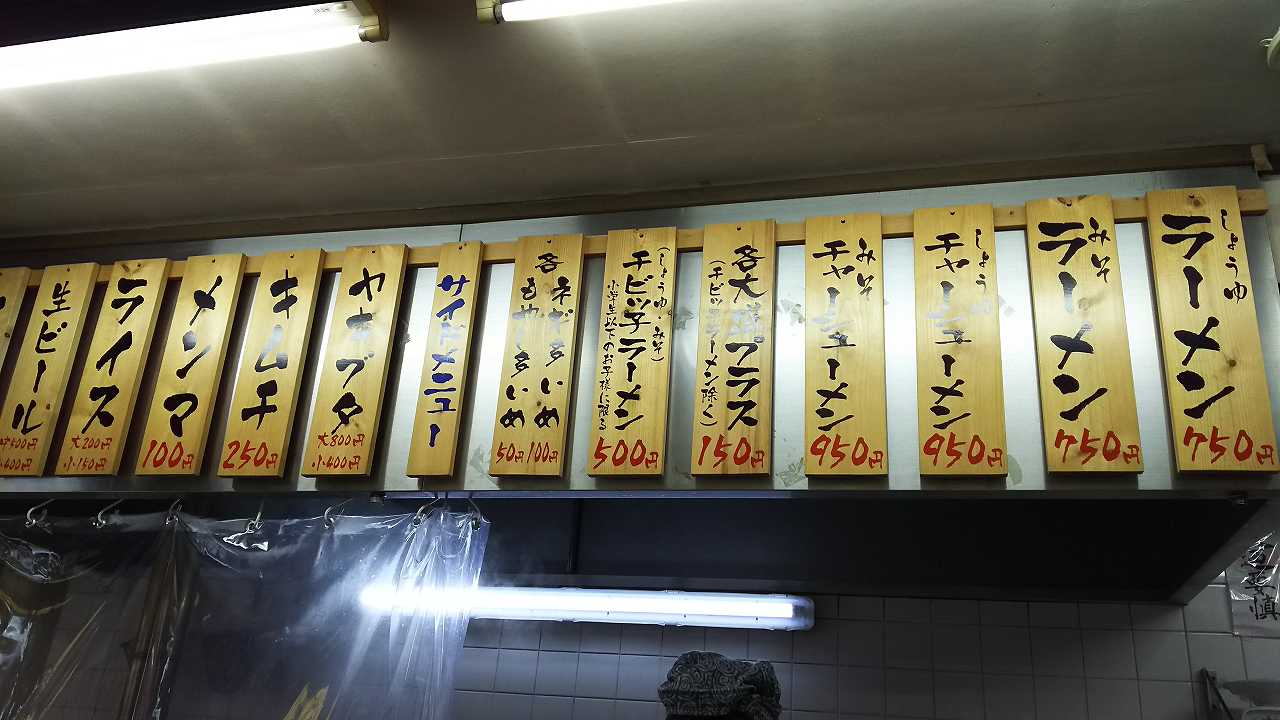 しょうゆ
ラーメン
750円
みそ
ラーメン
750円
しょうゆ
チャーシューメン
950円
みそ
チャーシューメン
950円
各大盛プラス
(チビッ子ラーメン除く)
150円
(しょうゆ みそ)
チビッ子ラーメン
小学生以下のお子様に限る
500円
ネギ多いめ
100円
各
もやし多いめ
50円
サイドメニュー
ヤキブタ
大800円
小400円
キムチ
250円
メンマ
100円
ライス
大200円
小150円
生ビール